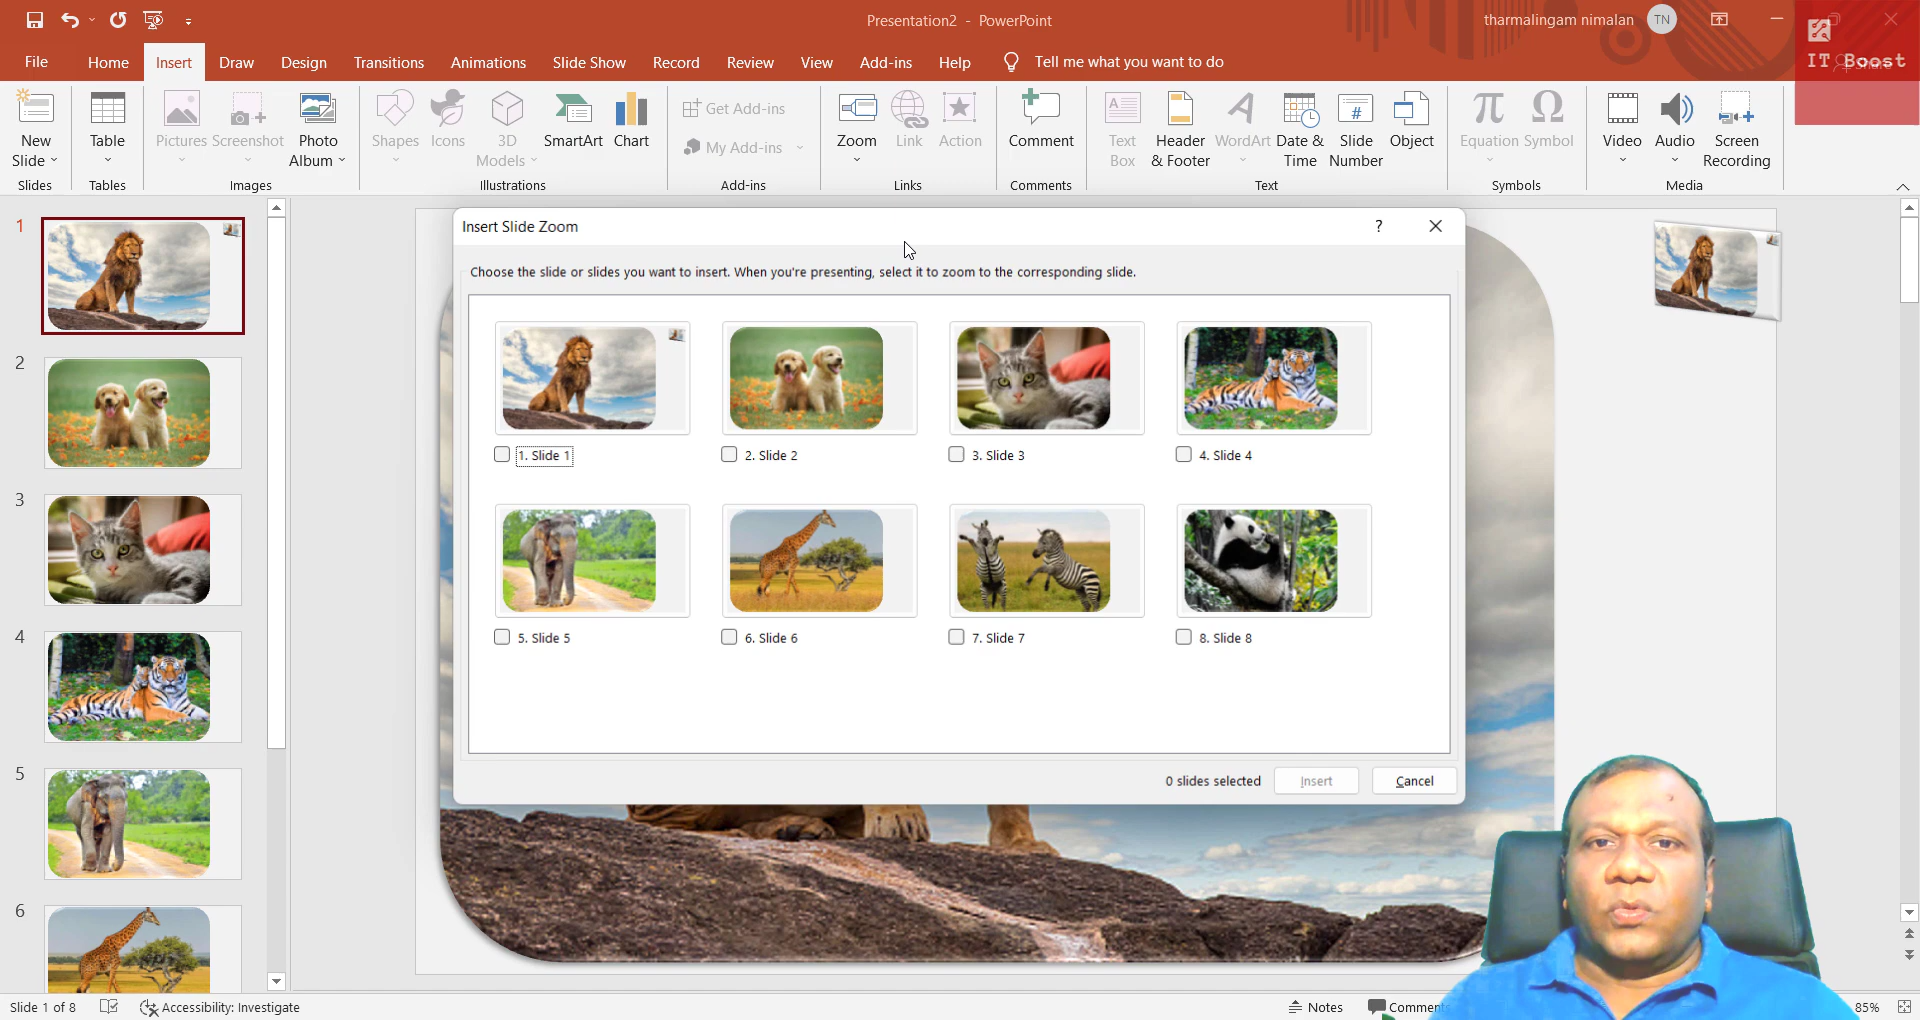 Presentation2 - PowerPoint
tharmalingam nimalan TN
IT Boost
File Home Insert Draw Design Transitions Animations Slide Show Record Review View Add-ins Help Tell me what you want to do
New Slide
Table
Pictures
Screenshot
Photo Album
Shapes
Icons
3D Models
SmartArt
Chart
Get Add-ins
My Add-ins
Zoom
Link
Action
Comment
Text Box
Header & Footer
WordArt
Date & Time
Slide Number
Object
Equation
Symbol
Video
Audio
Screen Recording
Slides Tables Images Illustrations Add-ins Links Comments Text Symbols Media
1
2
3
4
5
6
Insert Slide Zoom ?
Choose the slide or slides you want to insert. When you're presenting, select it to zoom to the corresponding slide.
1. Slide 1 2. Slide 2 3. Slide 3 4. Slide 4
5. Slide 5 6. Slide 6 7. Slide 7 8. Slide 8
0 slides selected Insert Cancel
Slide 1 of 8 Accessibility: Investigate Notes Comments 85%